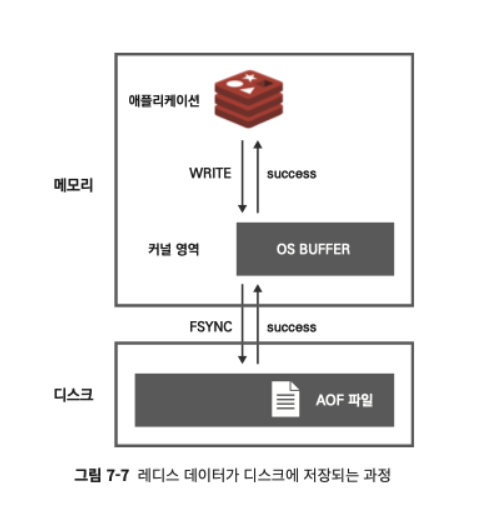 애플리케이션
WRITE
success
메모리
커널 영역
OS BUFFER
FSYNC
success
디스크
AOF 파일
그림 7-7 레디스 데이터가 디스크에 저장되는 과정